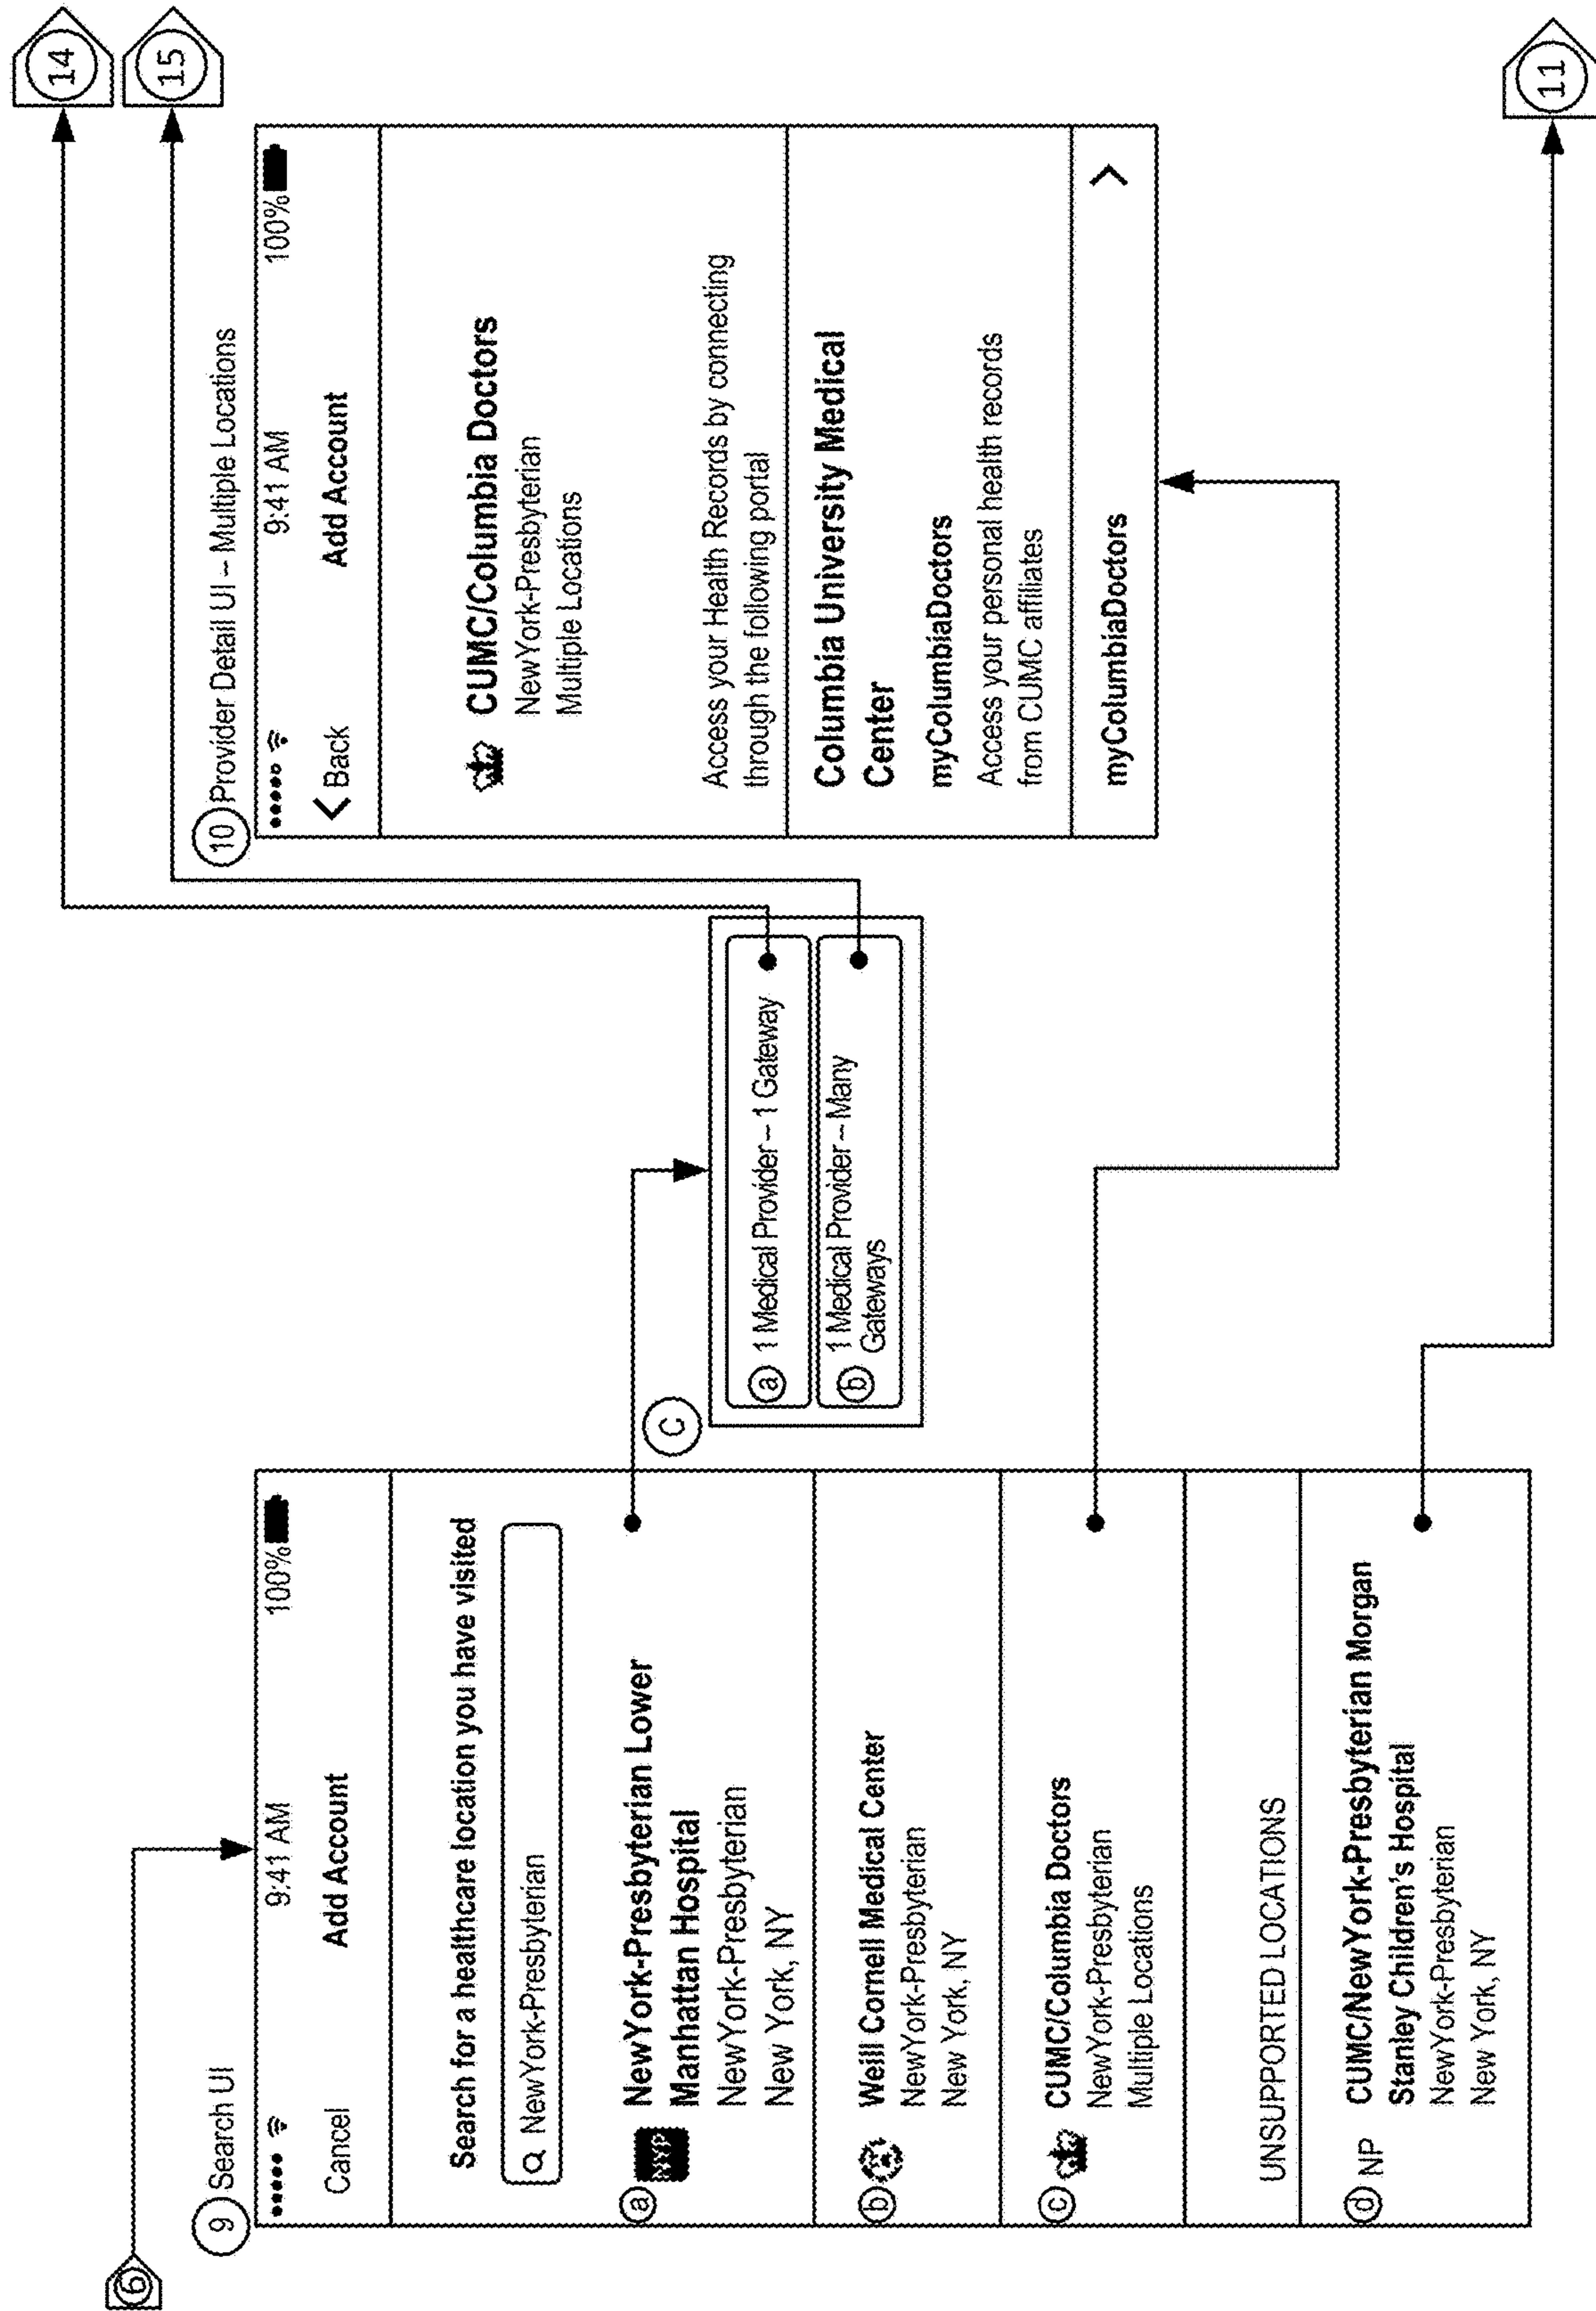 6
9 Search UI
9:41 AM
100%
Cancel
Add Account
Search for a healthcare location you have visited
NewYork-Presbyterian
a
NYP
NewYork-Presbyterian Lower
Manhattan Hospital
NewYork-Presbyterian
New York, NY
b
Weill Cornell Medical Center
NewYork-Presbyterian
New York, NY
c
CUMC/Columbia Doctors
NewYork-Presbyterian
Multiple Locations
UNSUPPORTED LOCATIONS
d NP
CUMC/NewYork-Presbyterian Morgan
Stanley Children's Hospital
NewYork-Presbyterian
New York, NY
C
a 1 Medical Provider – 1 Gateway
b 1 Medical Provider – Many
Gateways
10 Provider Detail UI – Multiple Locations
9:41 AM
100%
Back
Add Account
CUMC/Columbia Doctors
NewYork-Presbyterian
Multiple Locations
Access your Health Records by connecting
through the following portal
Columbia University Medical
Center
myColumbiaDoctors
Access your personal health records
from CUMC affiliates
myColumbiaDoctors
14
15
11